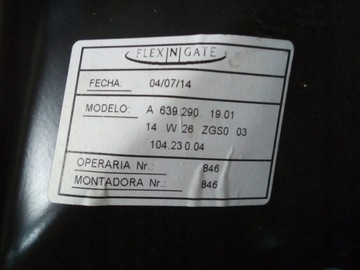 FLEX N GATE
FECHA: 04/07/14
MODELO: A 639.290. 19.01
14 W 26 ZGS0 03
104.23 0.04
OPERARIA Nr.: 846
MONTADORA Nr.: 846